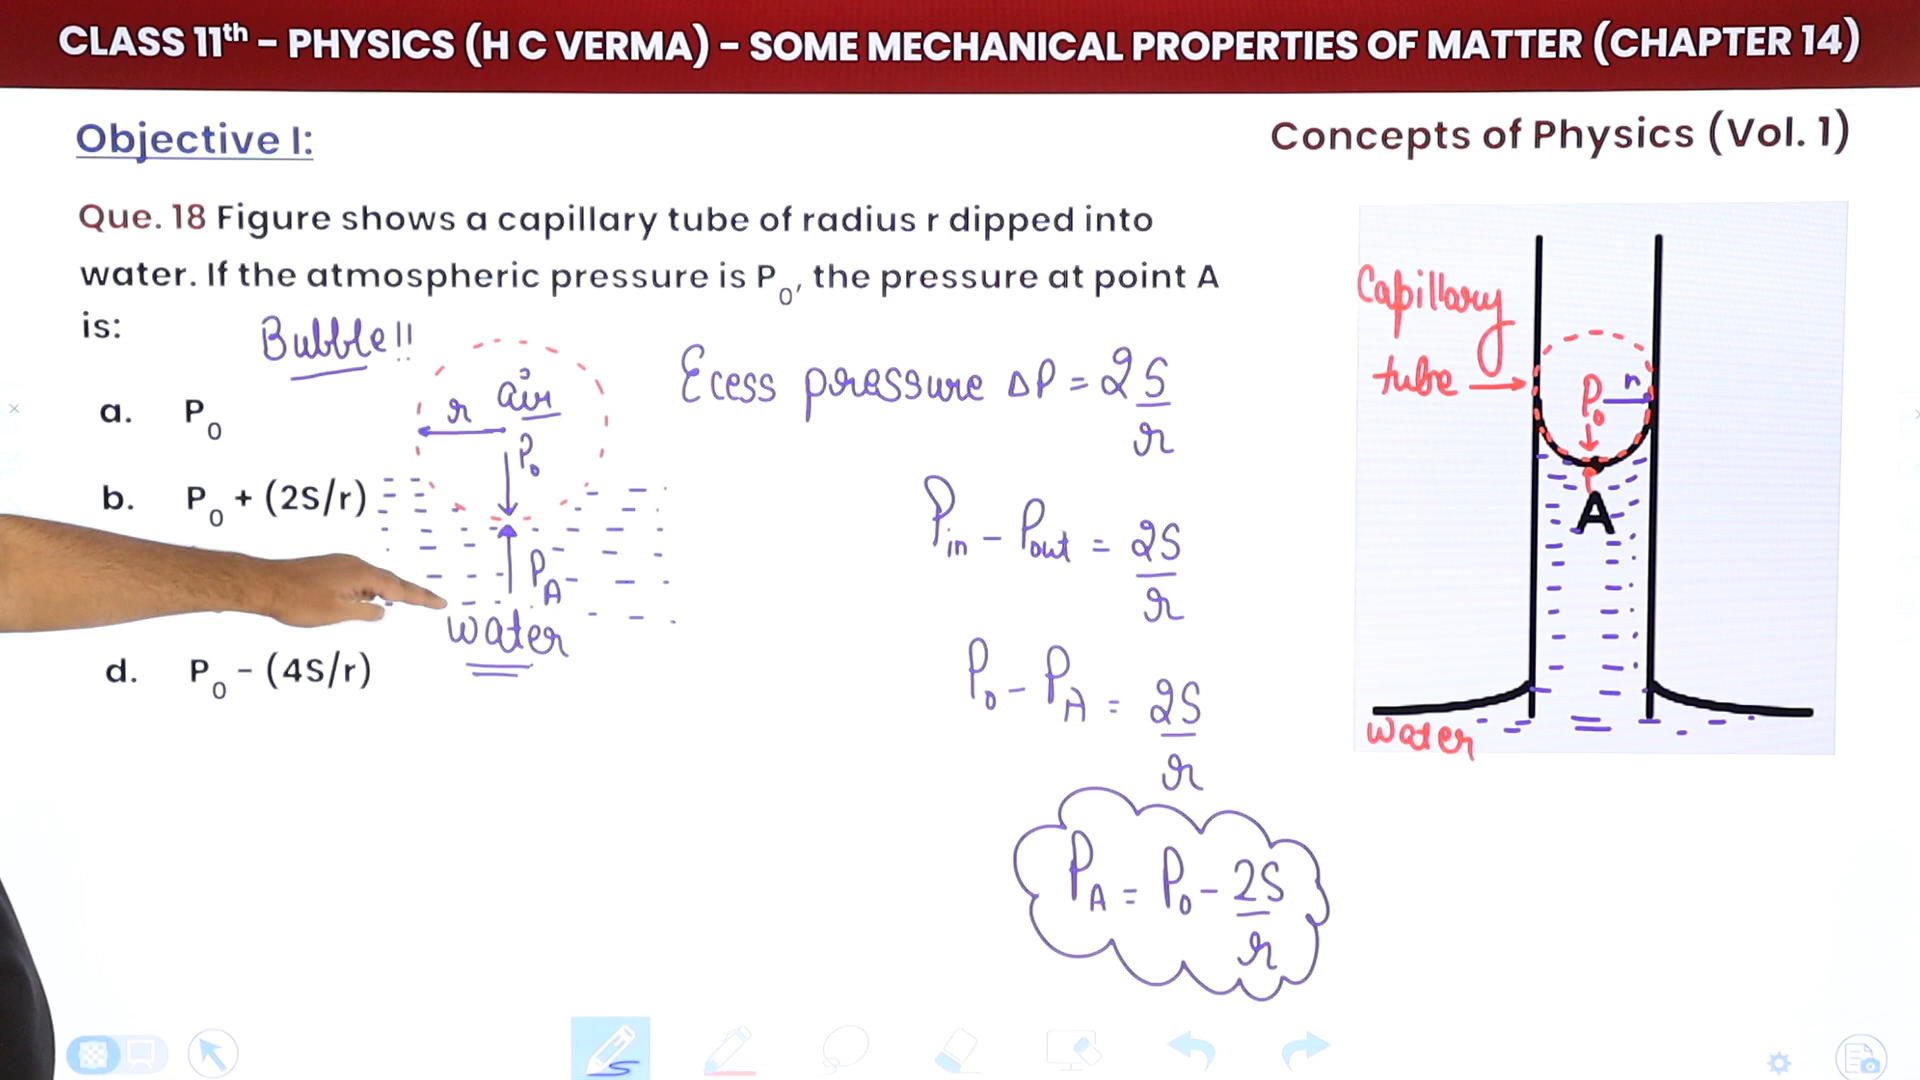 CLASS 11th - PHYSICS (H C VERMA) - SOME MECHANICAL PROPERTIES OF MATTER (CHAPTER 14)
Objective I:
Concepts of Physics (Vol. 1)
Que. 18 Figure shows a capillary tube of radius r dipped into
water. If the atmospheric pressure is P0, the pressure at point A
is:
Bubble!!
a. P0
b. P0 + (2S/r)
d. P0 - (4S/r)
air
r
P0
PA
water
Ecess pressure ΔP = 2S/r
Pin - Pout = 2S/r
P0 - PA = 2S/r
PA = P0 - 2S/r
Capillary
tube
P0 r
A
water